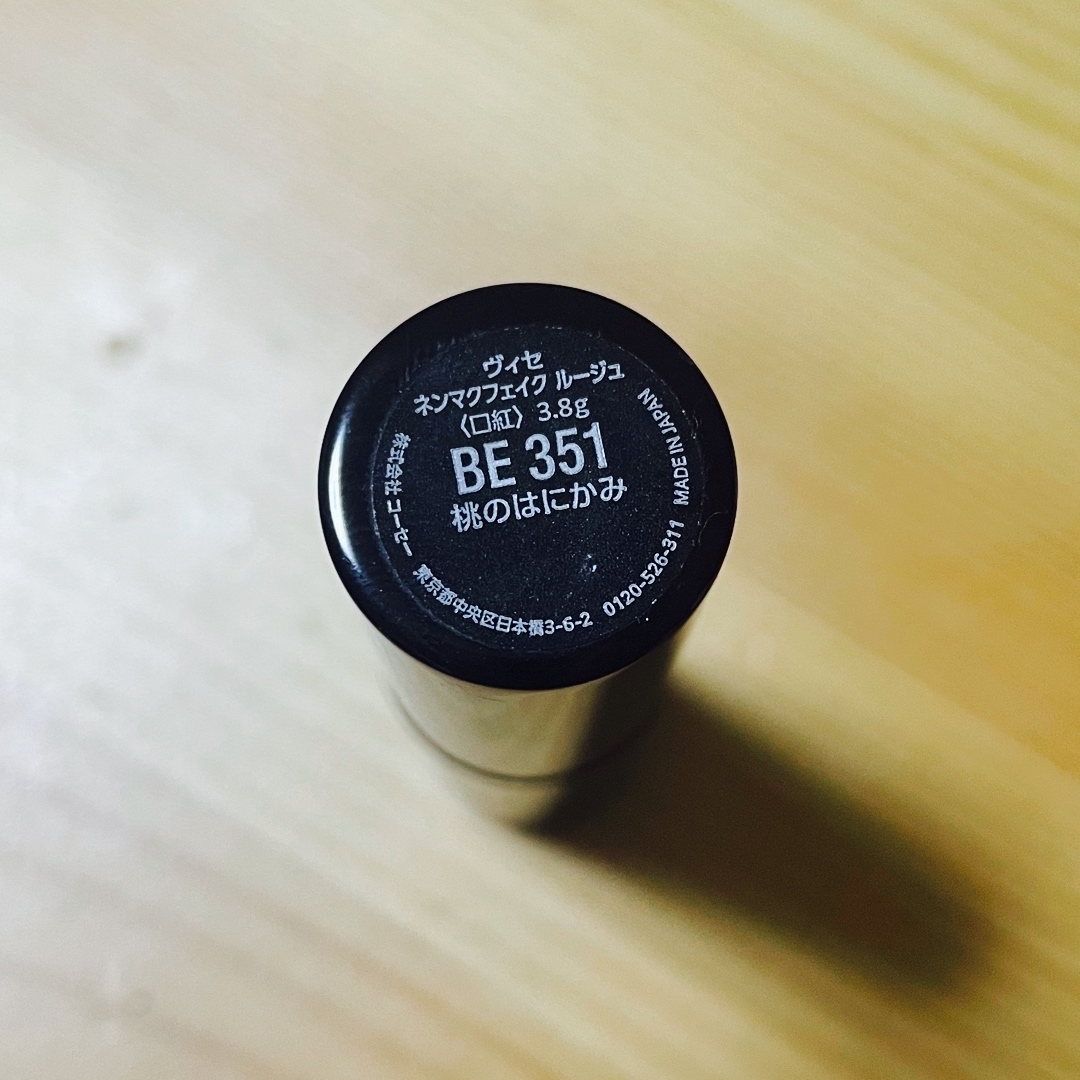 ヴィセ
ネンマクフェイク ルージュ
〈口紅〉 3.8g
BE 351
桃のはにかみ
株式会社 コーセー
東京都中央区日本橋3-6-2
0120-526-311
MADE IN JAPAN